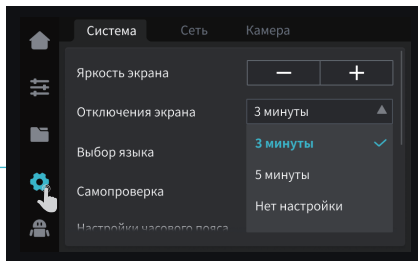 Система Сеть Камера
Яркость экрана − +
Отключения экрана 3 минуты
3 минуты
Выбор языка
5 минуты
Самопроверка
Нет настройки
Настройки часового пояса